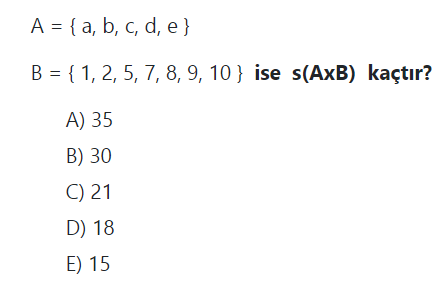 A = { a, b, c, d, e }
B = { 1, 2, 5, 7, 8, 9, 10 } ise s(AxB) kaçtır?
A) 35
B) 30
C) 21
D) 18
E) 15